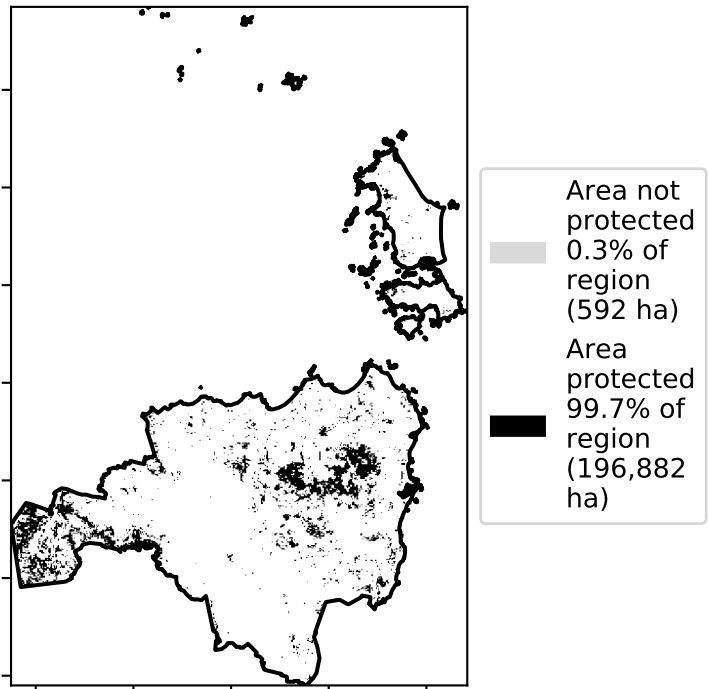 Area not
protected
0.3% of
region
(592 ha)
Area
protected
99.7% of
region
(196,882
ha)